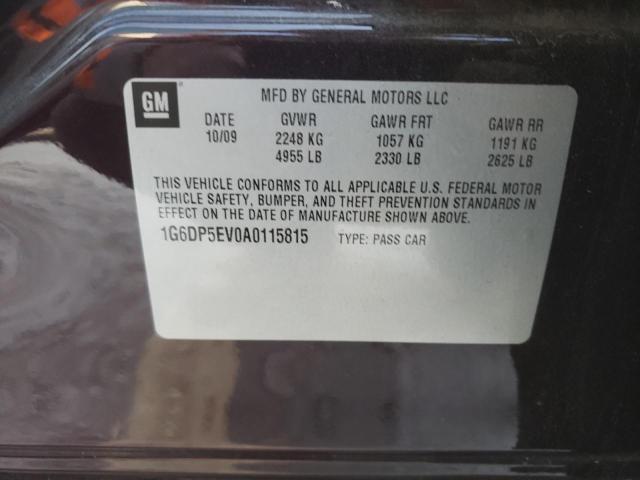 GM
MFD BY GENERAL MOTORS LLC
DATE GVWR GAWR FRT GAWR RR
10/09 2248 KG 1057 KG 1191 KG
4955 LB 2330 LB 2625 LB
THIS VEHICLE CONFORMS TO ALL APPLICABLE U.S. FEDERAL MOTOR
VEHICLE SAFETY, BUMPER, AND THEFT PREVENTION STANDARDS IN
EFFECT ON THE DATE OF MANUFACTURE SHOWN ABOVE.
1G6DP5EV0A0115815 TYPE: PASS CAR